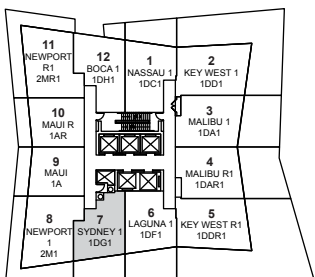 11
NEWPORT
R1
2MR1
12
BOCA 1
1DH1
1
NASSAU 1
1DC1
2
KEY WEST 1
1DD1
10
MAUI R
1AR
3
MALIBU 1
1DA1
9
MAUI
1A
4
MALIBU R1
1DAR1
8
NEWPORT
1
2M1
7
SYDNEY 1
1DG1
6
LAGUNA 1
1DF1
5
KEY WEST R1
1DDR1